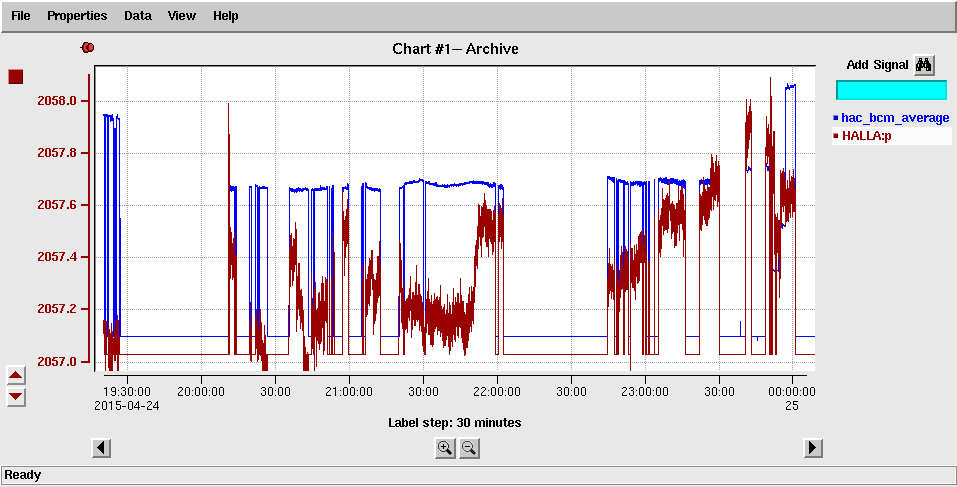 File Properties Data View Help
Chart #1– Archive
Add Signal
hac_bcm_average
HALLA:p
2058.0
2057.8
2057.6
2057.4
2057.2
2057.0
19:30:00 20:00:00 30:00 21:00:00 30:00 22:00:00 30:00 23:00:00 30:00 00:00:00
2015-04-24 25
Label step: 30 minutes
Ready